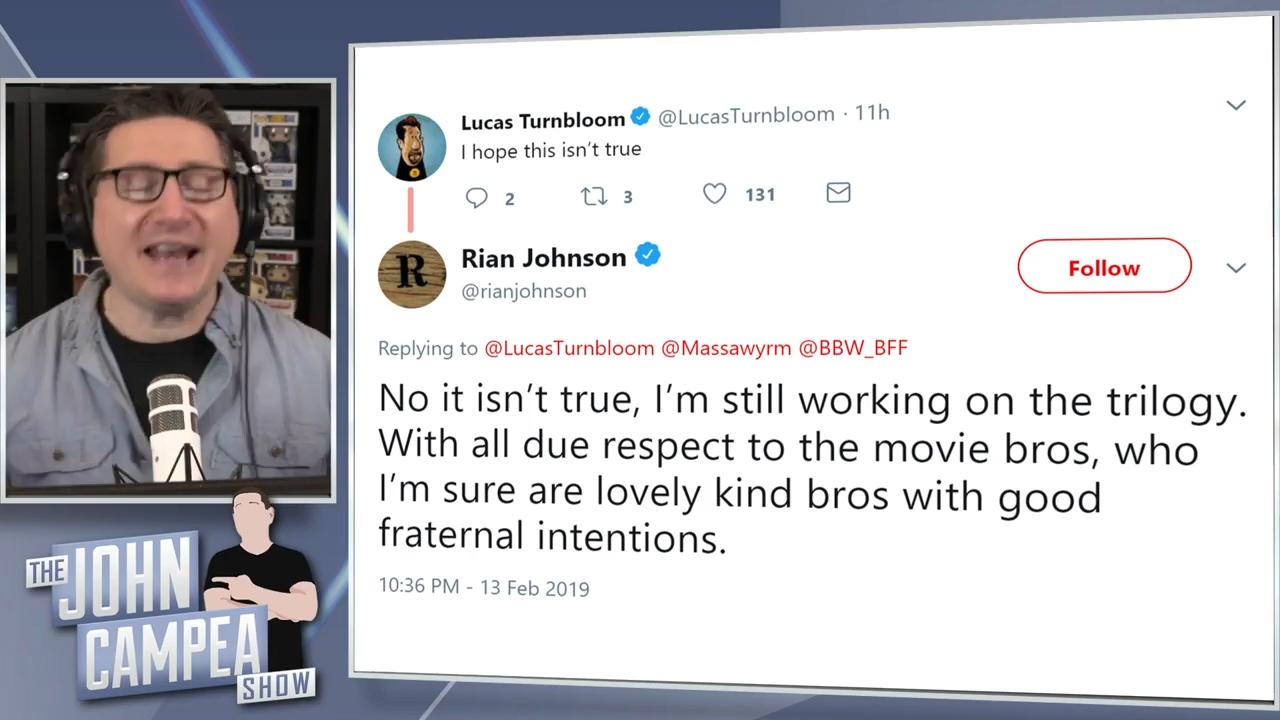 Lucas Turnbloom @LucasTurnbloom · 11h
I hope this isn't true
2 3 131
R
Rian Johnson
@rianjohnson
Follow
Replying to @LucasTurnbloom @Massawyrm @BBW_BFF
No it isn't true, I'm still working on the trilogy.
With all due respect to the movie bros, who
I'm sure are lovely kind bros with good
fraternal intentions.
10:36 PM - 13 Feb 2019
THE
JOHN
CAMPEA
SHOW